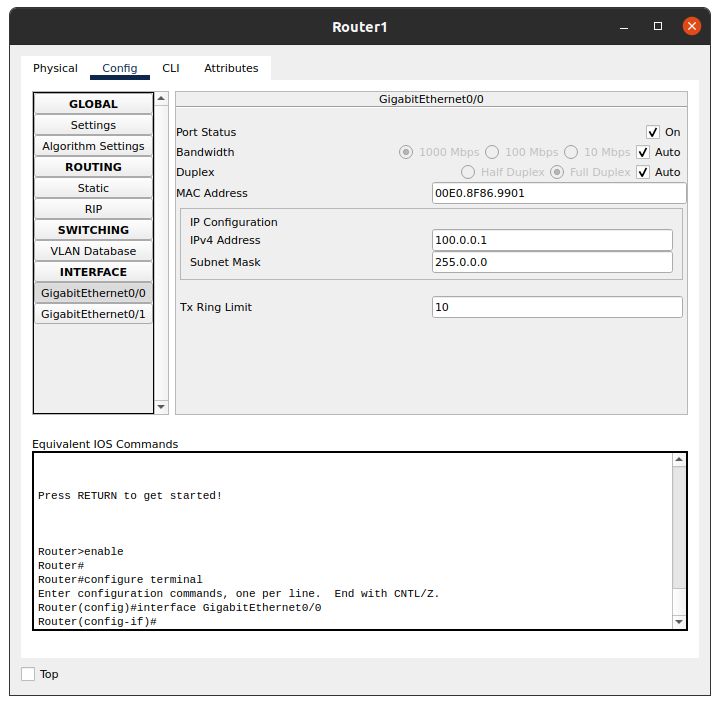 Router1
Physical Config CLI Attributes
GLOBAL
Settings
Algorithm Settings
ROUTING
Static
RIP
SWITCHING
VLAN Database
INTERFACE
GigabitEthernet0/0
GigabitEthernet0/1
GigabitEthernet0/0
Port Status On
Bandwidth 1000 Mbps 100 Mbps 10 Mbps Auto
Duplex Half Duplex Full Duplex Auto
MAC Address 00E0.8F86.9901
IP Configuration
IPv4 Address 100.0.0.1
Subnet Mask 255.0.0.0
Tx Ring Limit 10
Equivalent IOS Commands
Press RETURN to get started!
Router>enable
Router#
Router#configure terminal
Enter configuration commands, one per line.  End with CNTL/Z.
Router(config)#interface GigabitEthernet0/0
Router(config-if)#
Top